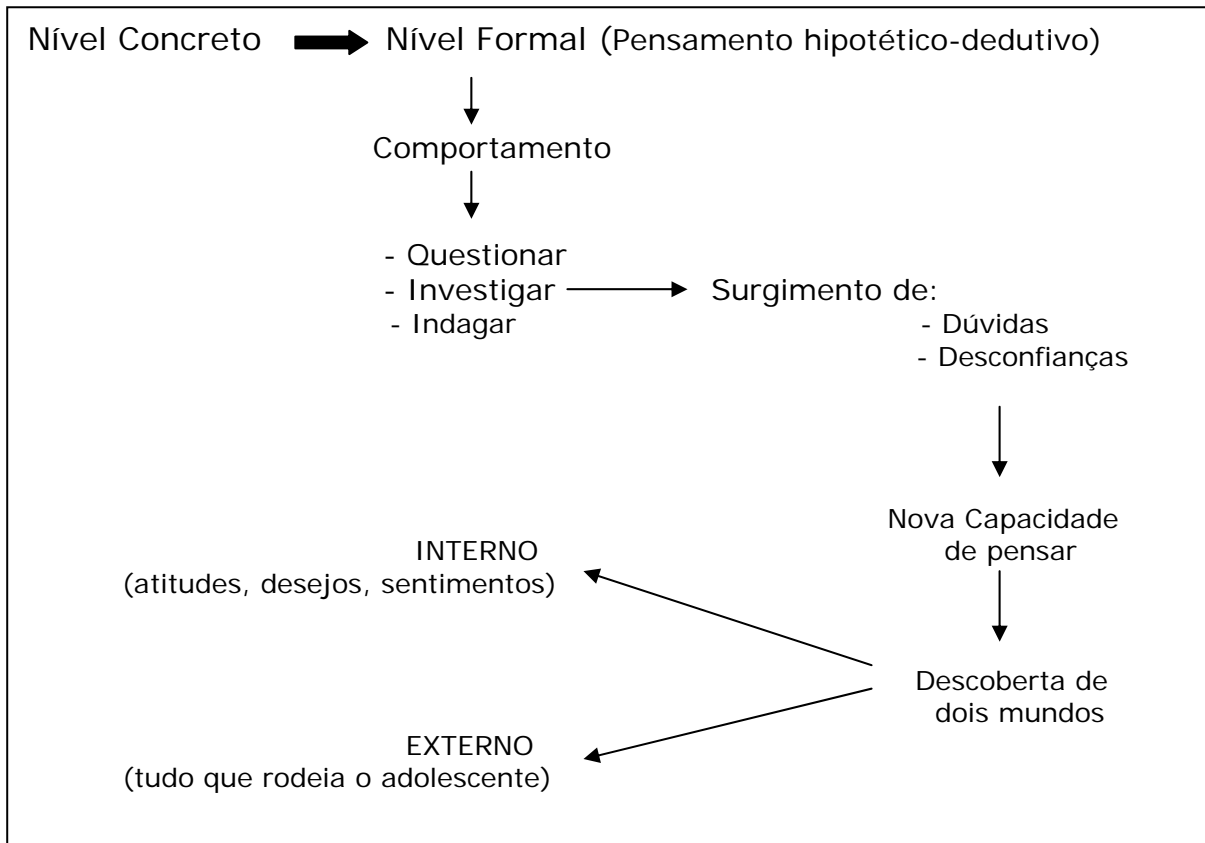 Nível Concreto Nível Formal (Pensamento hipotético-dedutivo)
Comportamento
- Questionar
- Investigar Surgimento de:
- Indagar - Dúvidas
- Desconfianças
Nova Capacidade
de pensar
INTERNO
(atitudes, desejos, sentimentos)
Descoberta de
dois mundos
EXTERNO
(tudo que rodeia o adolescente)